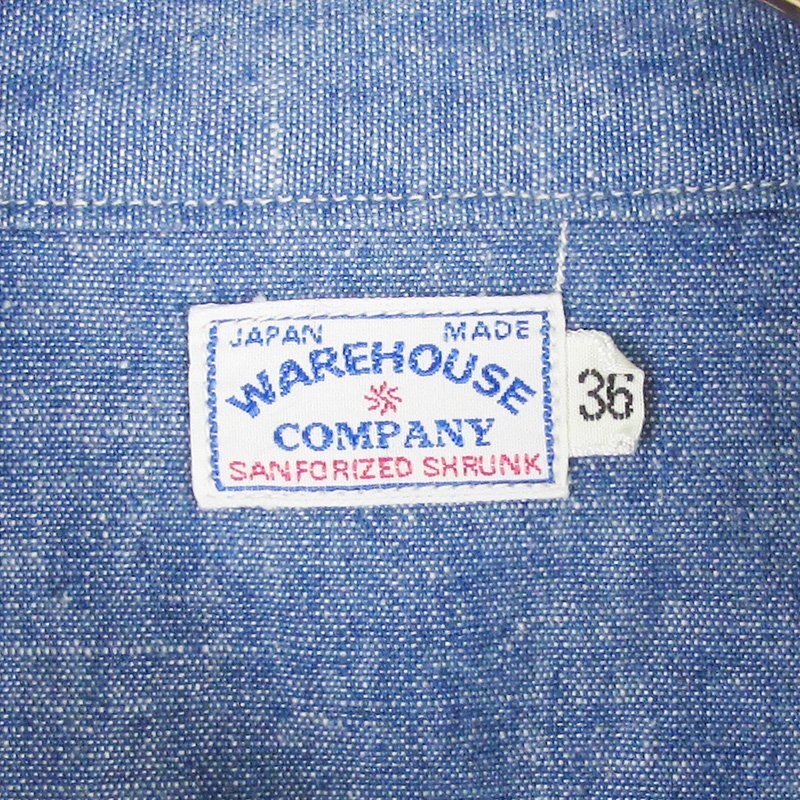 JAPAN MADE
WAREHOUSE
COMPANY
SANFORIZED SHRUNK
36